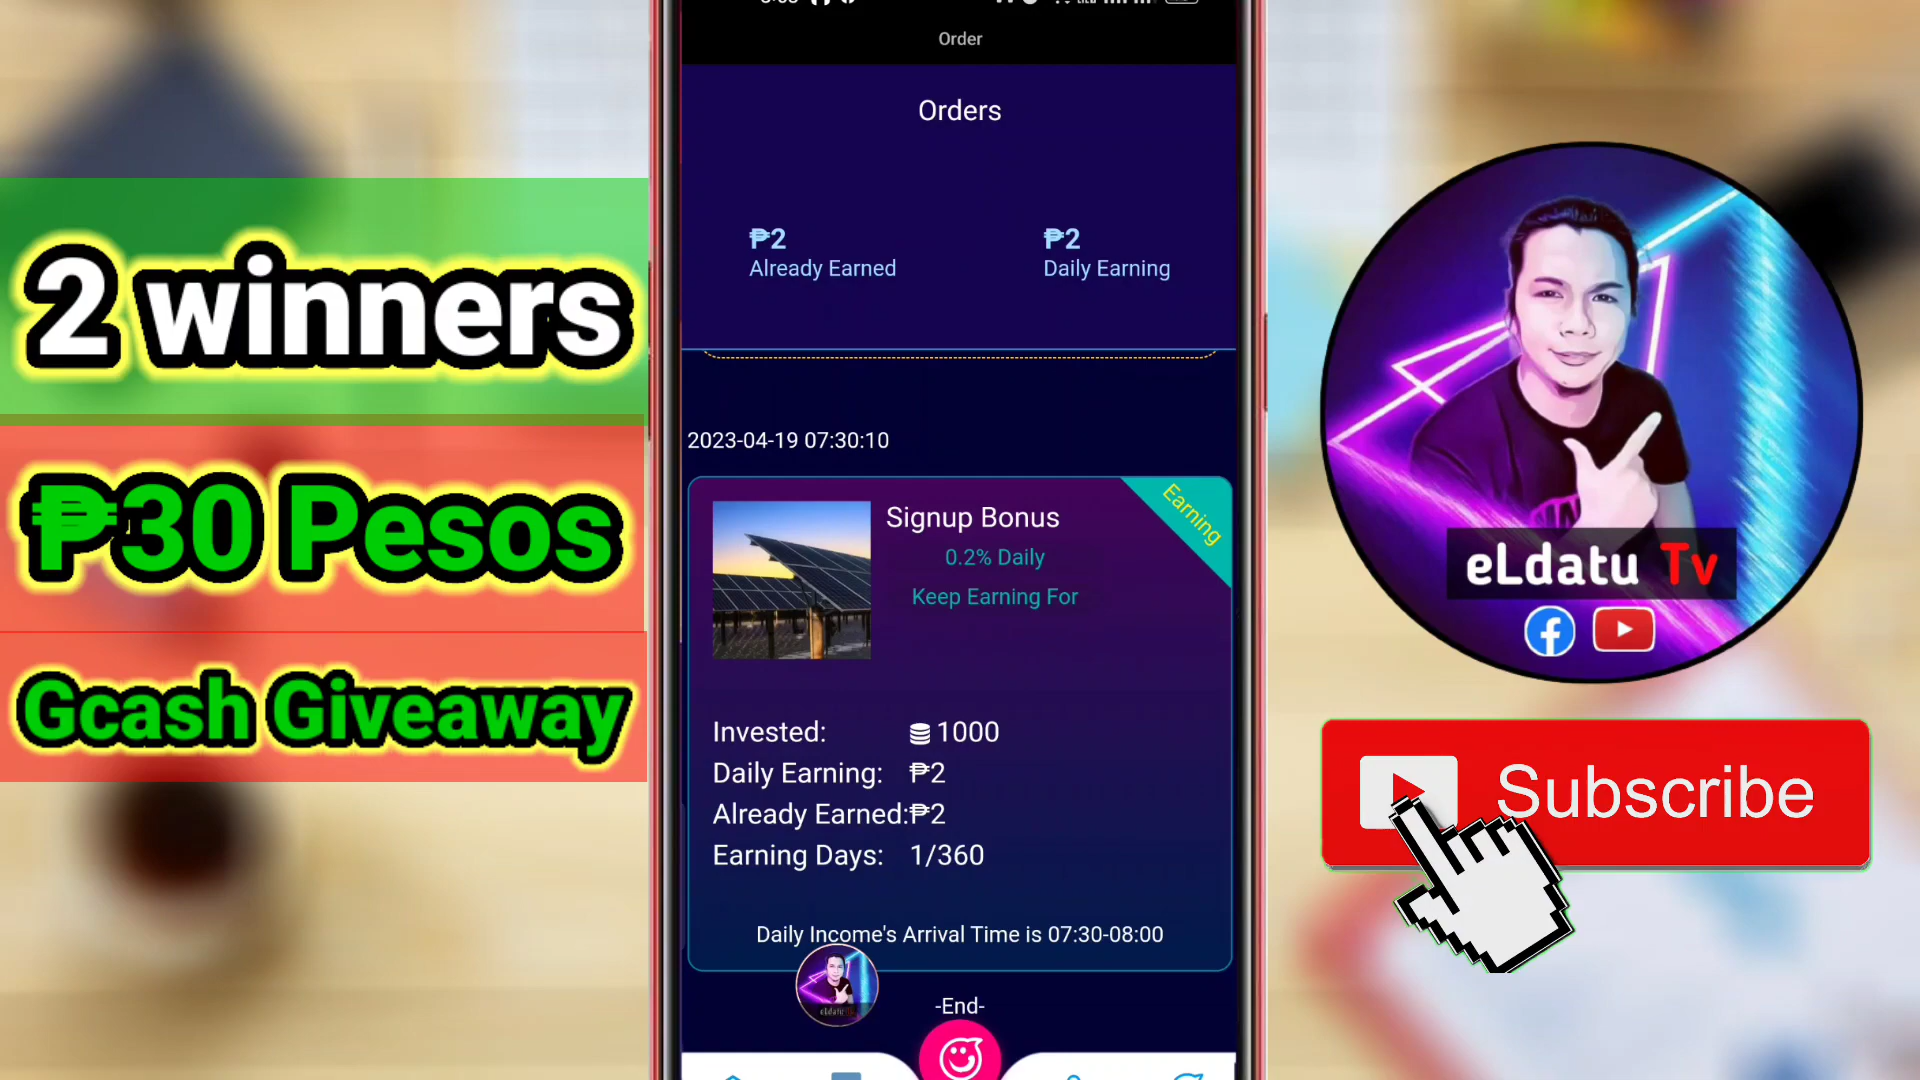 2 winners
₱30 Pesos
Gcash Giveaway
Order
Orders
₱2
Already Earned
₱2
Daily Earning
2023-04-19 07:30:10
Earning
Signup Bonus
0.2% Daily
Keep Earning For
Invested: 1000
Daily Earning: ₱2
Already Earned:₱2
Earning Days: 1/360
Daily Income's Arrival Time is 07:30-08:00
-End-
eLdatu Tv
Subscribe